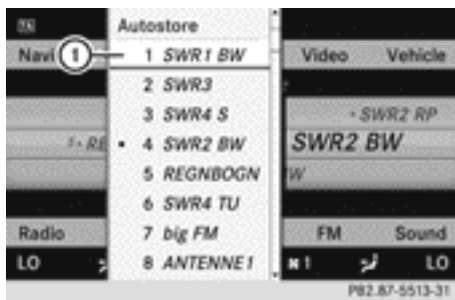 TA
Autostore
Navi 1 1 SWR1 BW Video Vehicle
2 SWR3
3 SWR4 S • SWR2 RP
• 4 SWR2 BW SWR2 BW
5 REGNBOGN
6 SWR4 TU
Radio 7 big FM FM Sound
LO 8 ANTENNE1 1 LO
P82.87-5513-31